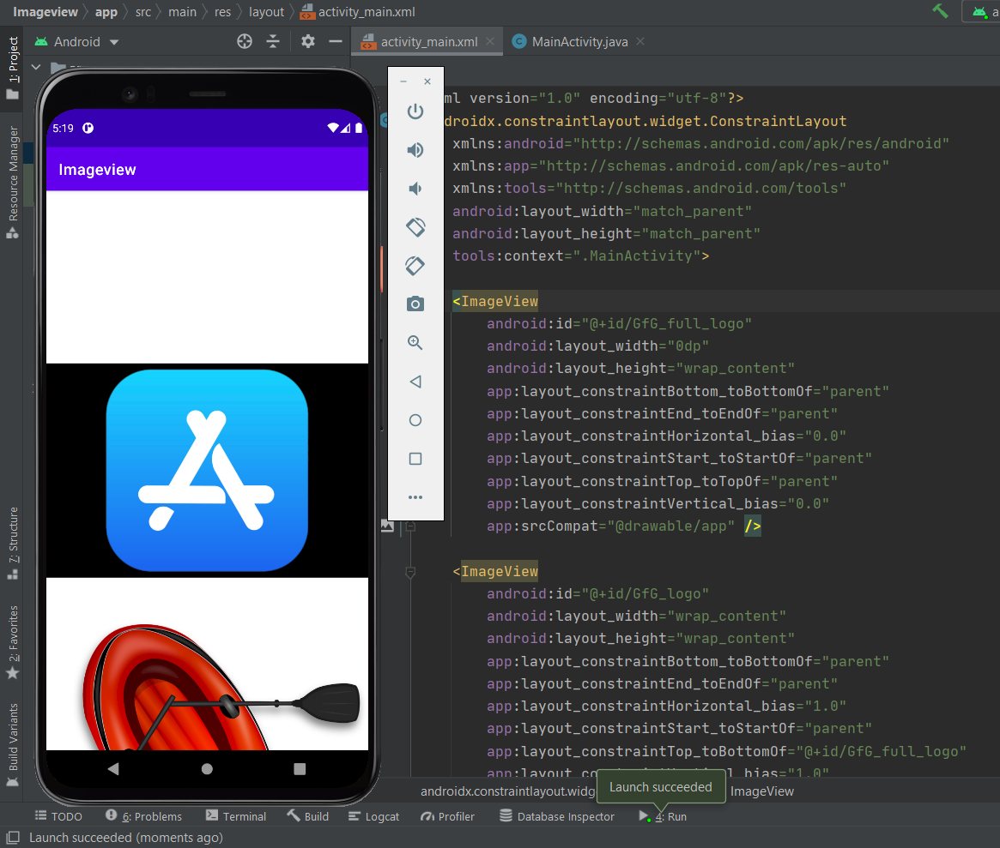 Imageview app src main res layout activity_main.xml
Android
activity_main.xml
MainActivity.java
1: Project
Resource Manager
7: Structure
2: Favorites
Build Variants
5:19
Imageview
ml version="1.0" encoding="utf-8"?>
droidx.constraintlayout.widget.ConstraintLayout
xmlns:android="http://schemas.android.com/apk/res/android"
xmlns:app="http://schemas.android.com/apk/res-auto"
xmlns:tools="http://schemas.android.com/tools"
android:layout_width="match_parent"
android:layout_height="match_parent"
tools:context=".MainActivity">
<ImageView
android:id="@+id/GfG_full_logo"
android:layout_width="0dp"
android:layout_height="wrap_content"
app:layout_constraintBottom_toBottomOf="parent"
app:layout_constraintEnd_toEndOf="parent"
app:layout_constraintHorizontal_bias="0.0"
app:layout_constraintStart_toStartOf="parent"
app:layout_constraintTop_toTopOf="parent"
app:layout_constraintVertical_bias="0.0"
app:srcCompat="@drawable/app" />
<ImageView
android:id="@+id/GfG_logo"
android:layout_width="wrap_content"
android:layout_height="wrap_content"
app:layout_constraintBottom_toBottomOf="parent"
app:layout_constraintEnd_toEndOf="parent"
app:layout_constraintHorizontal_bias="1.0"
app:layout_constraintStart_toStartOf="parent"
app:layout_constraintTop_toBottomOf="@+id/GfG_full_logo"
androidx.constraintlayout.widg
Launch succeeded
ImageView
TODO 6: Problems Terminal Build Logcat Profiler Database Inspector 4: Run
Launch succeeded (moments ago)